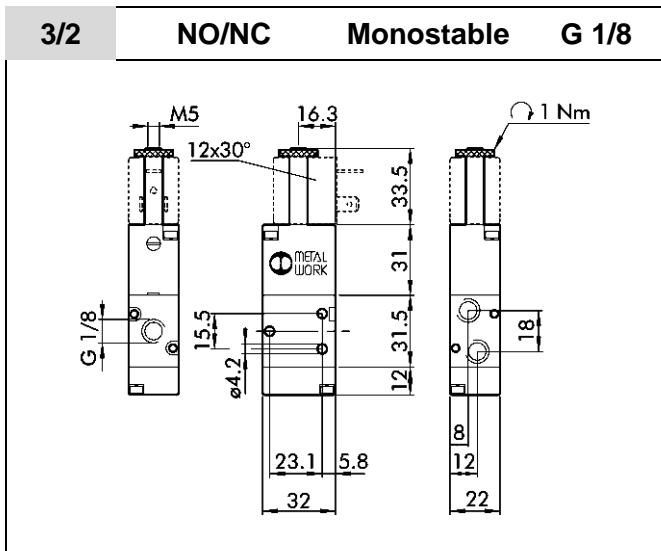 3/2 NO/NC Monostable G 1/8
M5
16.3
1 Nm
12x30°
33.5
METAL
WORK
31
G 1/8
15.5
ø4.2
31.5
12
18
23.1
5.8
32
8
12
22